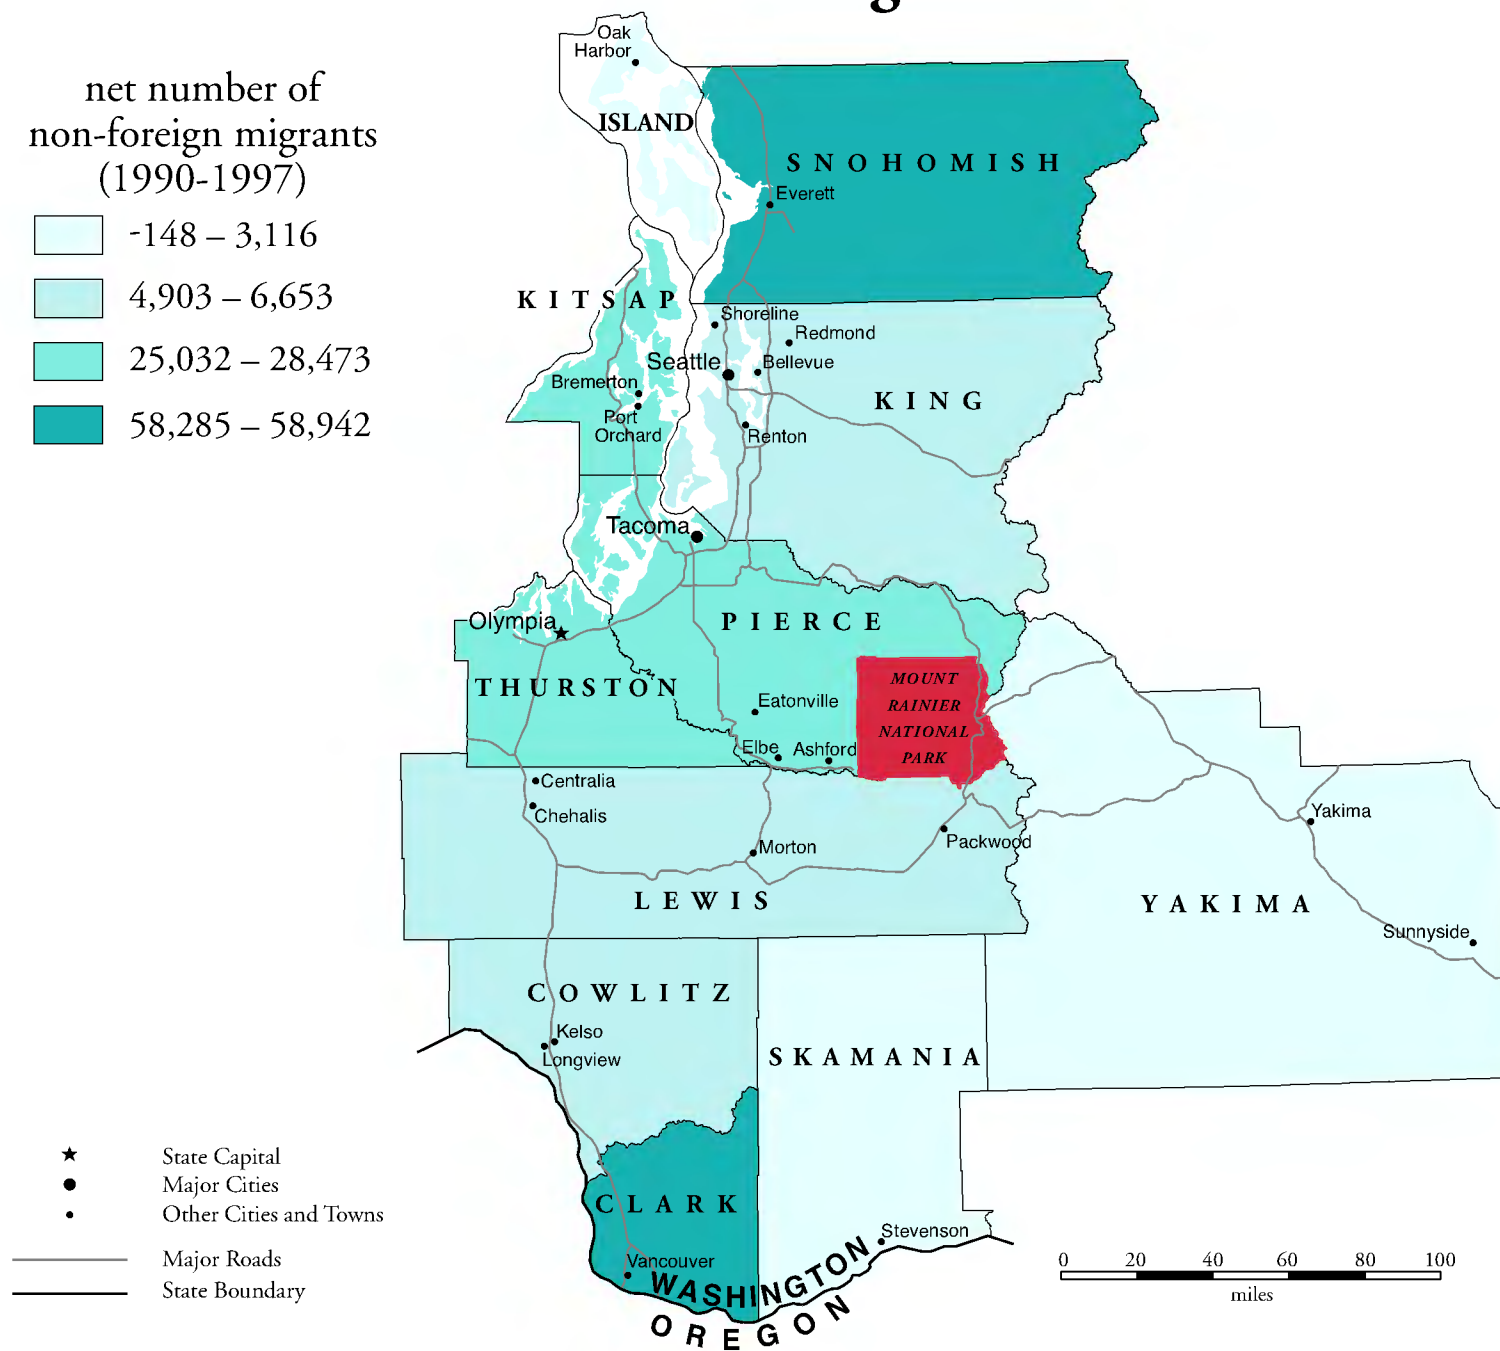 net number of
non-foreign migrants
(1990-1997)
-148 – 3,116
4,903 – 6,653
25,032 – 28,473
58,285 – 58,942
Oak
Harbor
ISLAND
SNOHOMISH
Everett
KITSAP
Shoreline
Redmond
Seattle
Bellevue
Bremerton
KING
Port
Orchard
Renton
Tacoma
Olympia
PIERCE
THURSTON
MOUNT
RAINIER
NATIONAL
PARK
Eatonville
Elbe
Ashford
Centralia
Chehalis
Yakima
Packwood
Morton
LEWIS
YAKIMA
Sunnyside
COWLITZ
Kelso
Longview
SKAMANIA
State Capital
Major Cities
Other Cities and Towns
Major Roads
State Boundary
CLARK
Vancouver
Stevenson
WASHINGTON
OREGON
0 20 40 60 80 100
miles